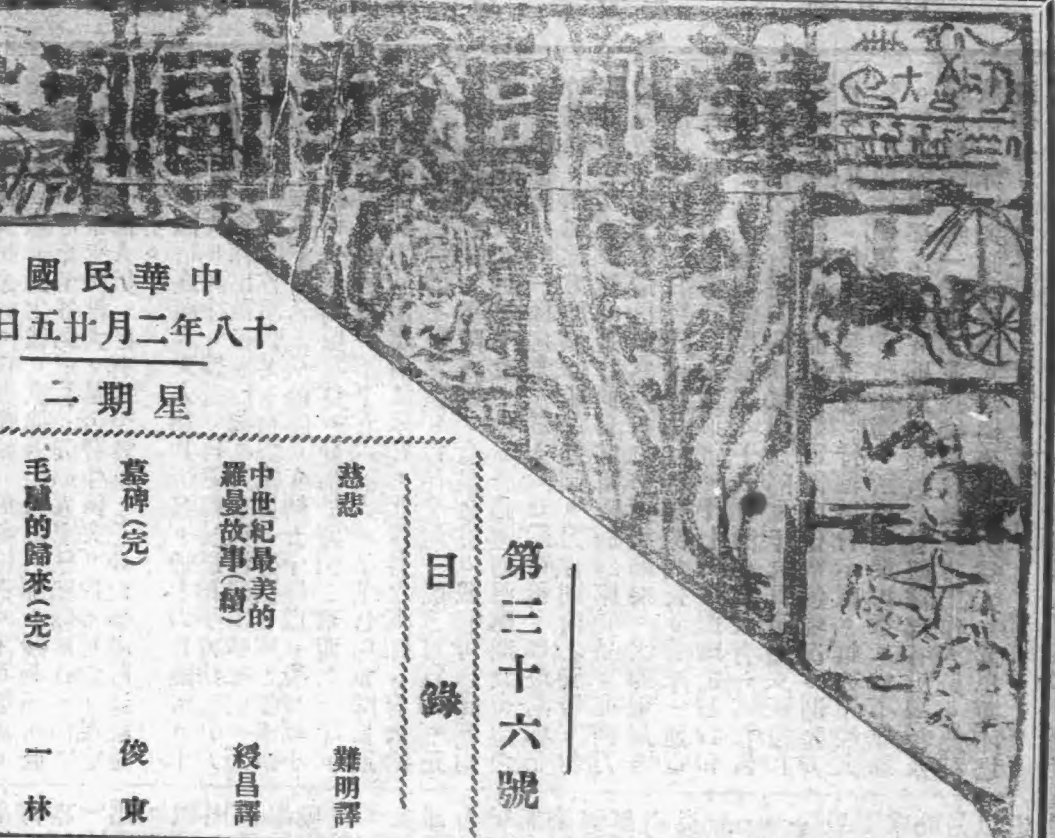 中華民國
十八年二月廿五日
星期一
第三十六號
目錄
慈悲 難明譯
中世紀最美的
羅曼故事(續) 綬昌譯
墓碑(完) 俊東
毛驢的歸來(完) 一林